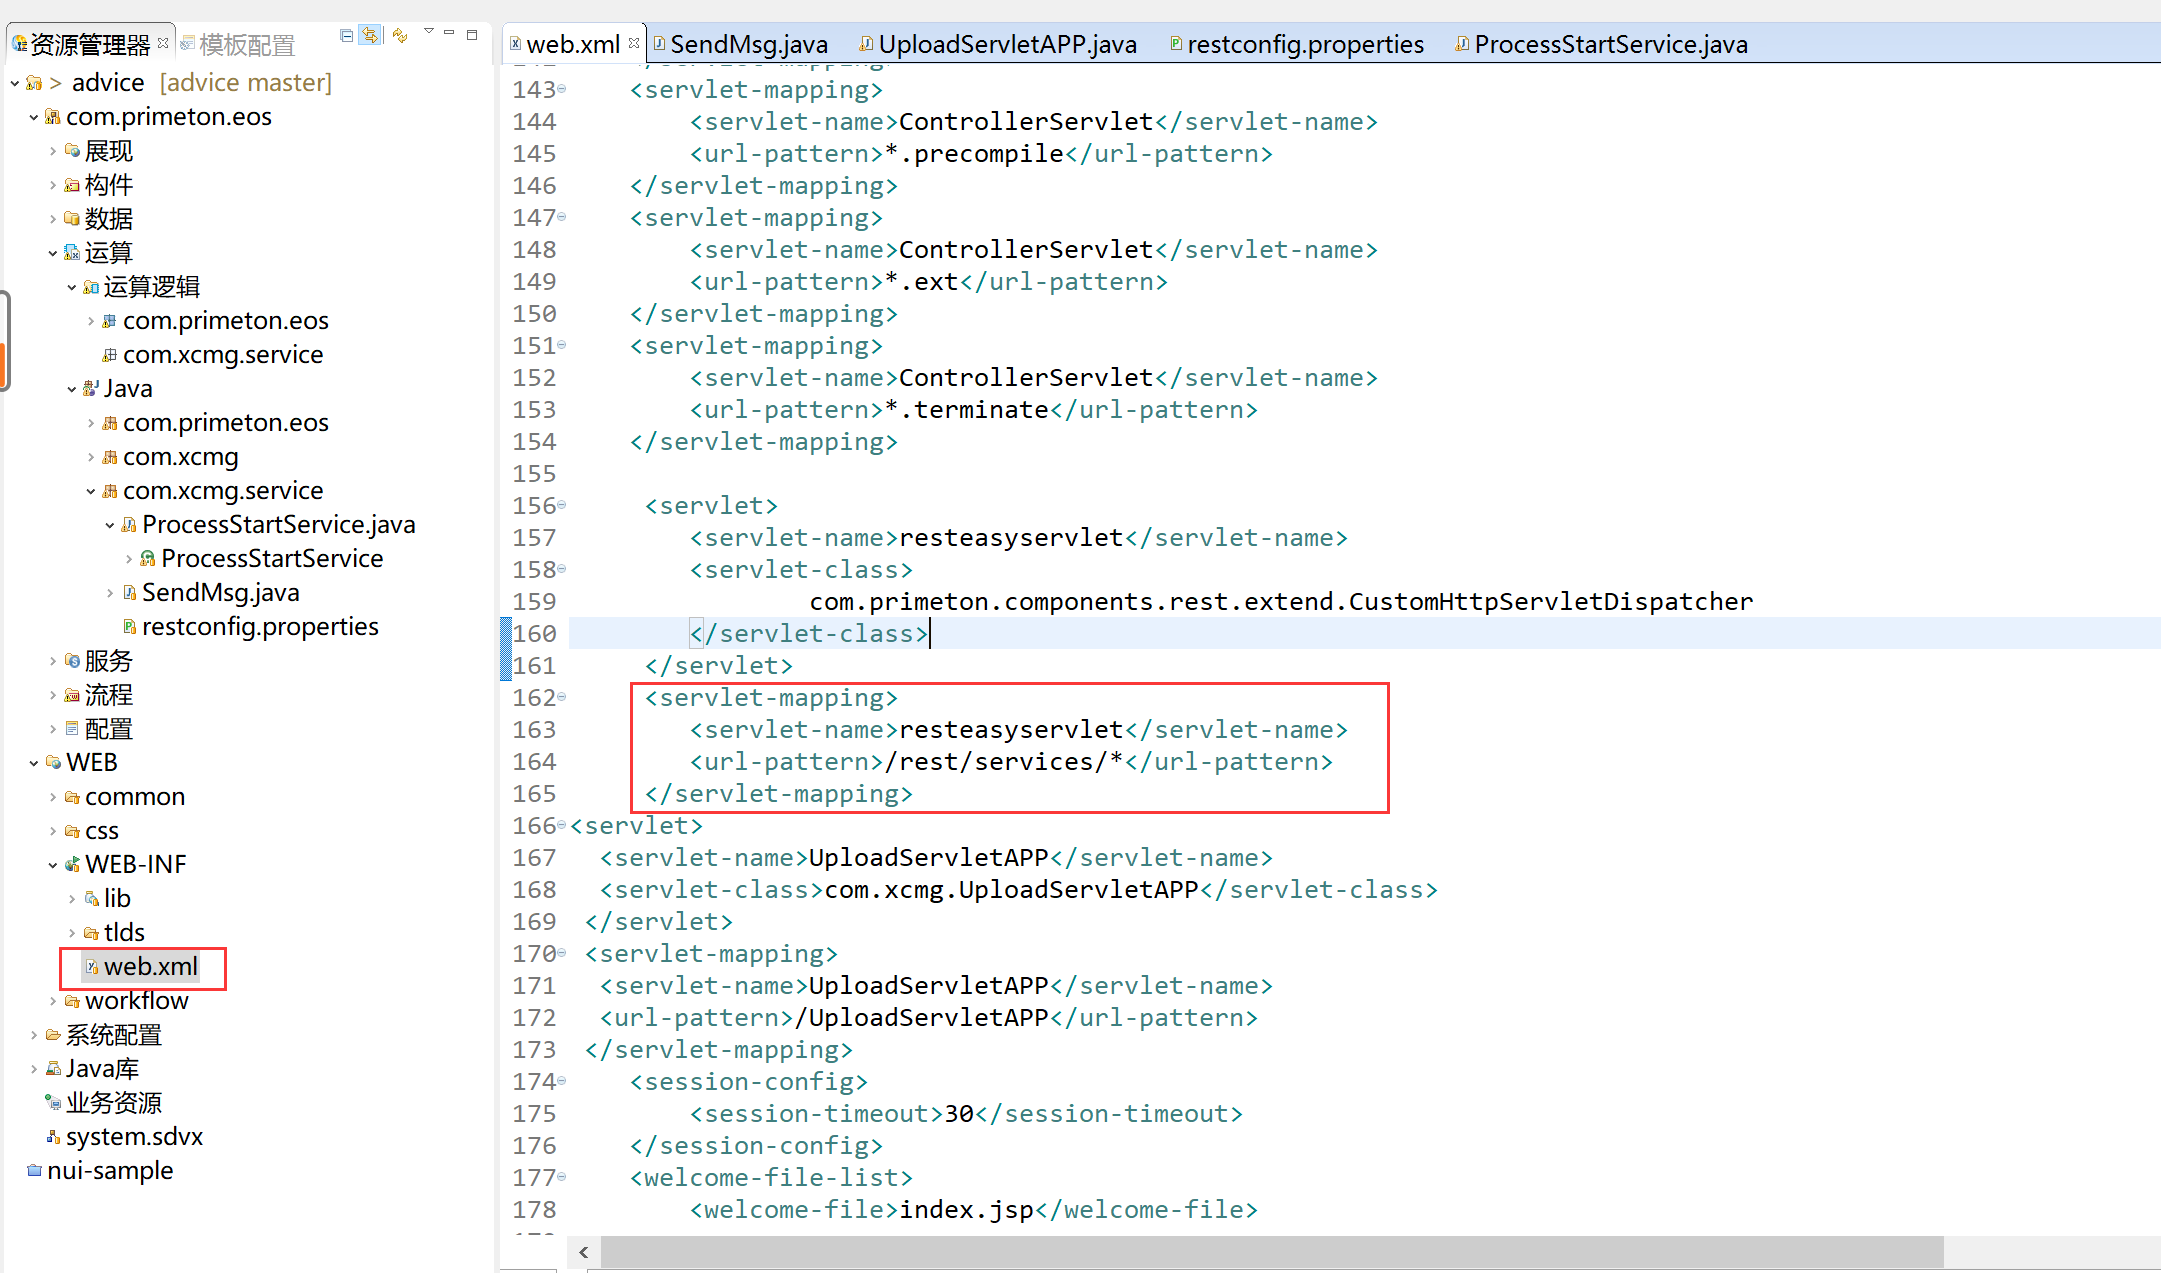 资源管理器
模板配置
> advice [advice master]
com.primeton.eos
展现
构件
数据
运算
运算逻辑
com.primeton.eos
com.xcmg.service
Java
com.primeton.eos
com.xcmg
com.xcmg.service
ProcessStartService.java
ProcessStartService
SendMsg.java
restconfig.properties
服务
流程
配置
WEB
common
css
WEB-INF
lib
tlds
web.xml
workflow
系统配置
Java库
业务资源
system.sdvx
nui-sample
web.xml
SendMsg.java
UploadServletAPP.java
restconfig.properties
ProcessStartService.java
143 <servlet-mapping>
144 <servlet-name>ControllerServlet</servlet-name>
145 <url-pattern>*.precompile</url-pattern>
146 </servlet-mapping>
147 <servlet-mapping>
148 <servlet-name>ControllerServlet</servlet-name>
149 <url-pattern>*.ext</url-pattern>
150 </servlet-mapping>
151 <servlet-mapping>
152 <servlet-name>ControllerServlet</servlet-name>
153 <url-pattern>*.terminate</url-pattern>
154 </servlet-mapping>
155
156 <servlet>
157 <servlet-name>resteasyservlet</servlet-name>
158 <servlet-class>
159 com.primeton.components.rest.extend.CustomHttpServletDispatcher
160 </servlet-class>
161 </servlet>
162 <servlet-mapping>
163 <servlet-name>resteasyservlet</servlet-name>
164 <url-pattern>/rest/services/*</url-pattern>
165 </servlet-mapping>
166 <servlet>
167 <servlet-name>UploadServletAPP</servlet-name>
168 <servlet-class>com.xcmg.UploadServletAPP</servlet-class>
169 </servlet>
170 <servlet-mapping>
171 <servlet-name>UploadServletAPP</servlet-name>
172 <url-pattern>/UploadServletAPP</url-pattern>
173 </servlet-mapping>
174 <session-config>
175 <session-timeout>30</session-timeout>
176 </session-config>
177 <welcome-file-list>
178 <welcome-file>index.jsp</welcome-file>